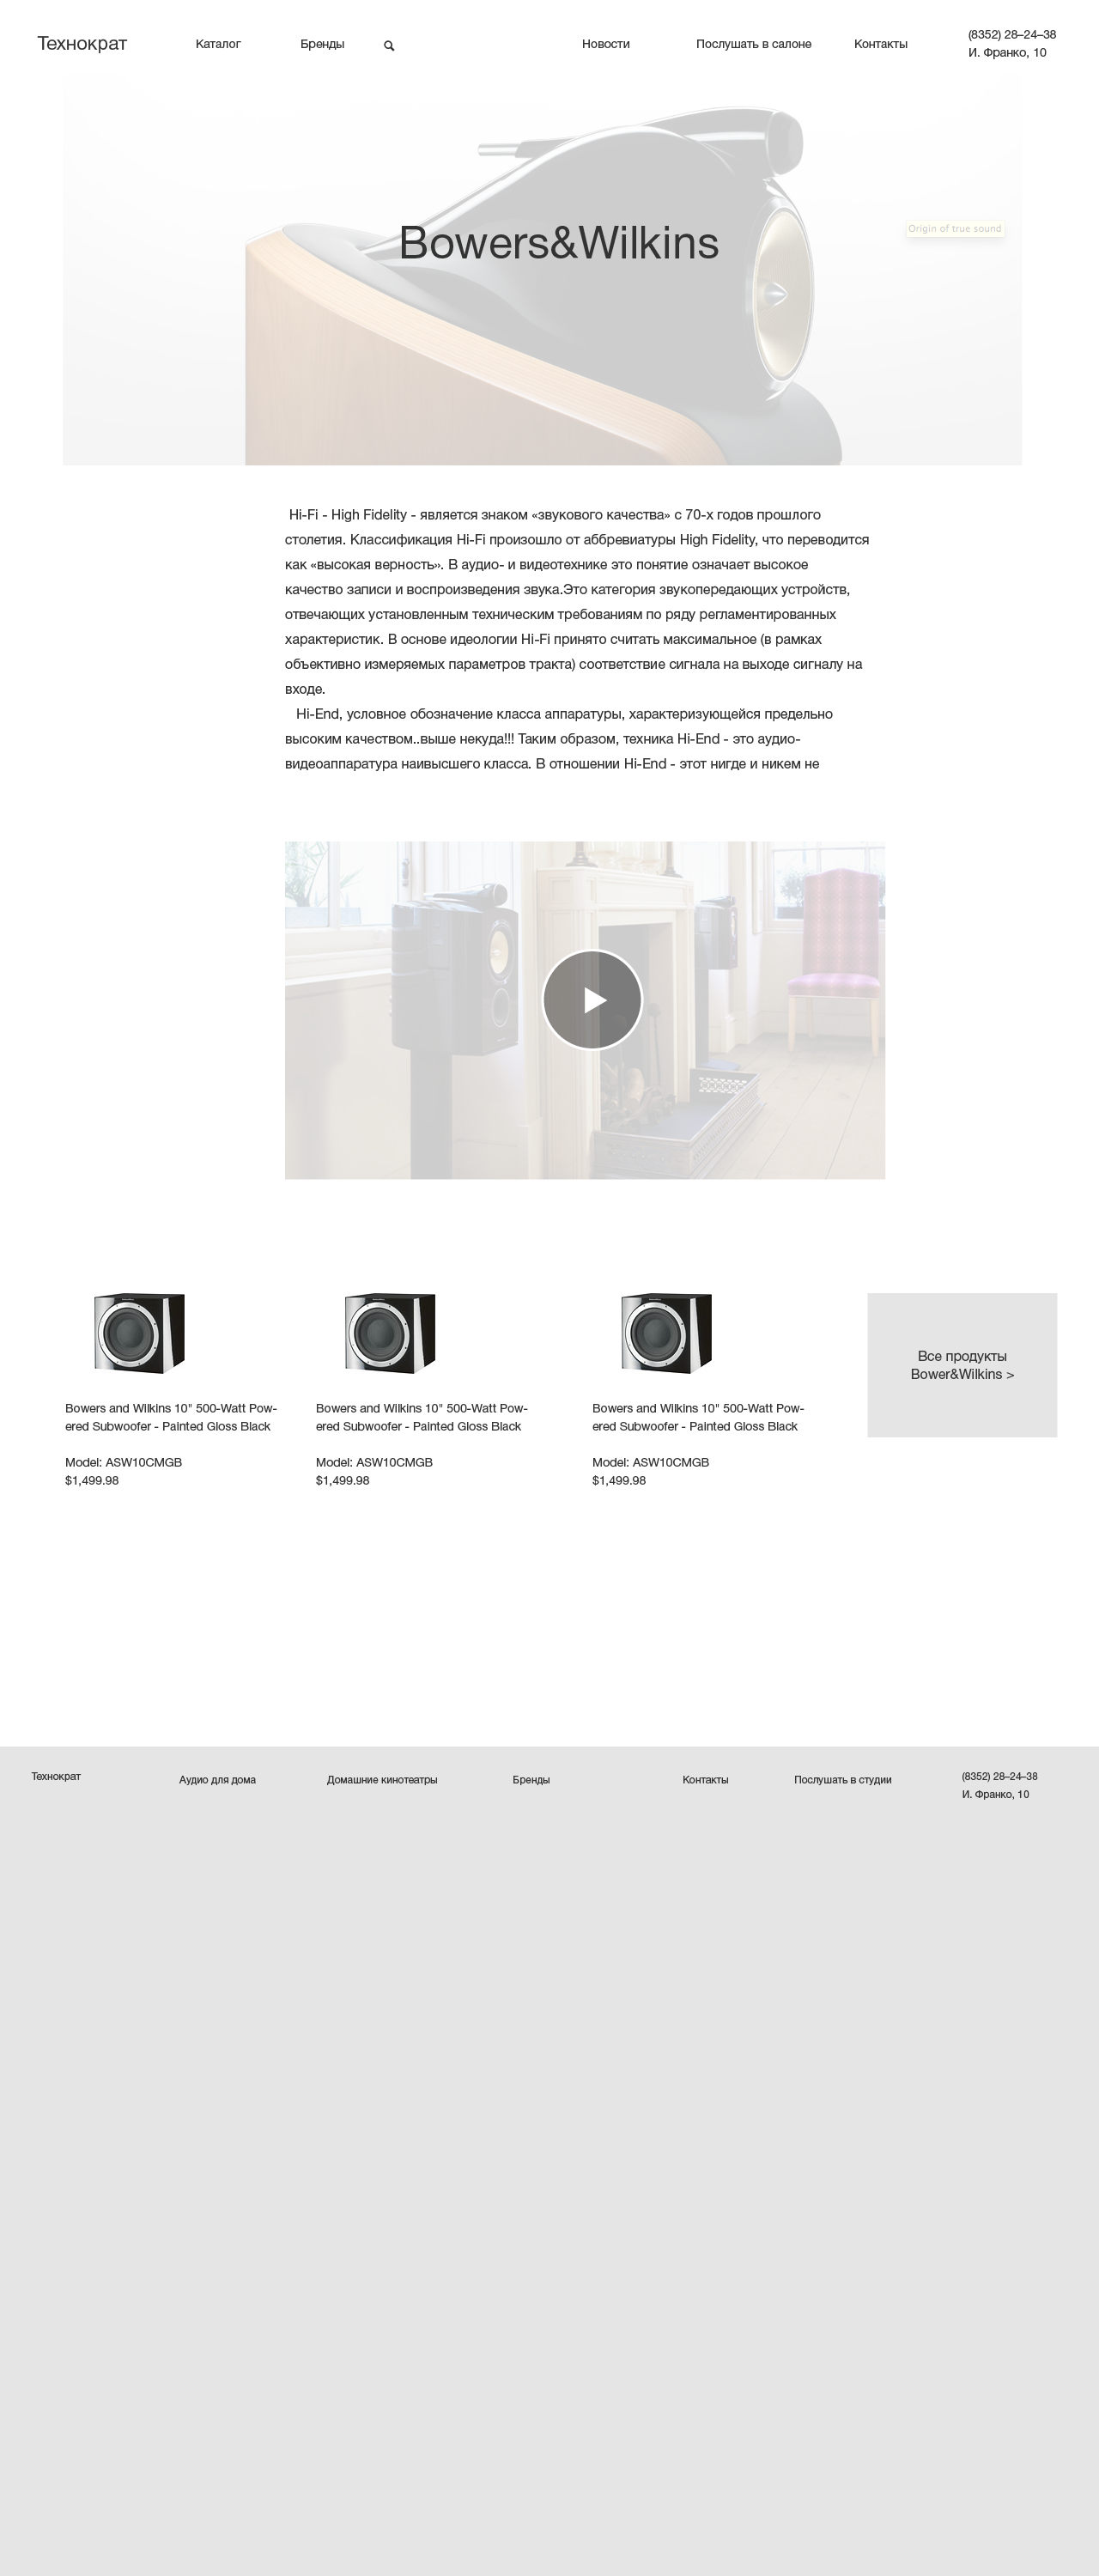 Технократ
Каталог
Бренды
Новости
Послушать в салоне
Контакты
(8352) 28–24–38
И. Франко, 10
Bowers&Wilkins
Origin of true sound
Hi-Fi - High Fidelity - является знаком «звукового качества» с 70-х годов прошлого
столетия. Классификация Hi-Fi произошло от аббревиатуры High Fidelity, что переводится
как «высокая верность». В аудио- и видеотехнике это понятие означает высокое
качество записи и воспроизведения звука.Это категория звукопередающих устройств,
отвечающих установленным техническим требованиям по ряду регламентированных
характеристик. В основе идеологии Hi-Fi принято считать максимальное (в рамках
объективно измеряемых параметров тракта) соответствие сигнала на выходе сигналу на
входе.
Hi-End, условное обозначение класса аппаратуры, характеризующейся предельно
высоким качеством..выше некуда!!! Таким образом, техника Hi-End - это аудио-
видеоаппаратура наивысшего класса. В отношении Hi-End - этот нигде и никем не
Bowers and Wilkins 10" 500-Watt Pow-
ered Subwoofer - Painted Gloss Black
Model: ASW10CMGB
$1,499.98
Bowers and Wilkins 10" 500-Watt Pow-
ered Subwoofer - Painted Gloss Black
Model: ASW10CMGB
$1,499.98
Bowers and Wilkins 10" 500-Watt Pow-
ered Subwoofer - Painted Gloss Black
Model: ASW10CMGB
$1,499.98
Все продукты
Bower&Wilkins >
Технократ
Аудио для дома
Домашние кинотеатры
Бренды
Контакты
Послушать в студии
(8352) 28–24–38
И. Франко, 10